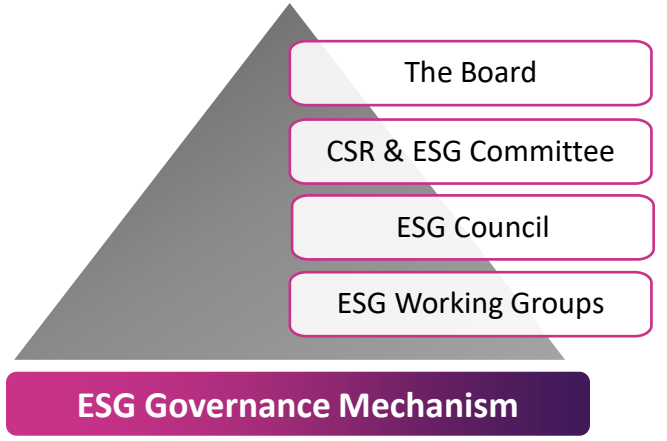 The Board
CSR & ESG Committee
ESG Council
ESG Working Groups
ESG Governance Mechanism